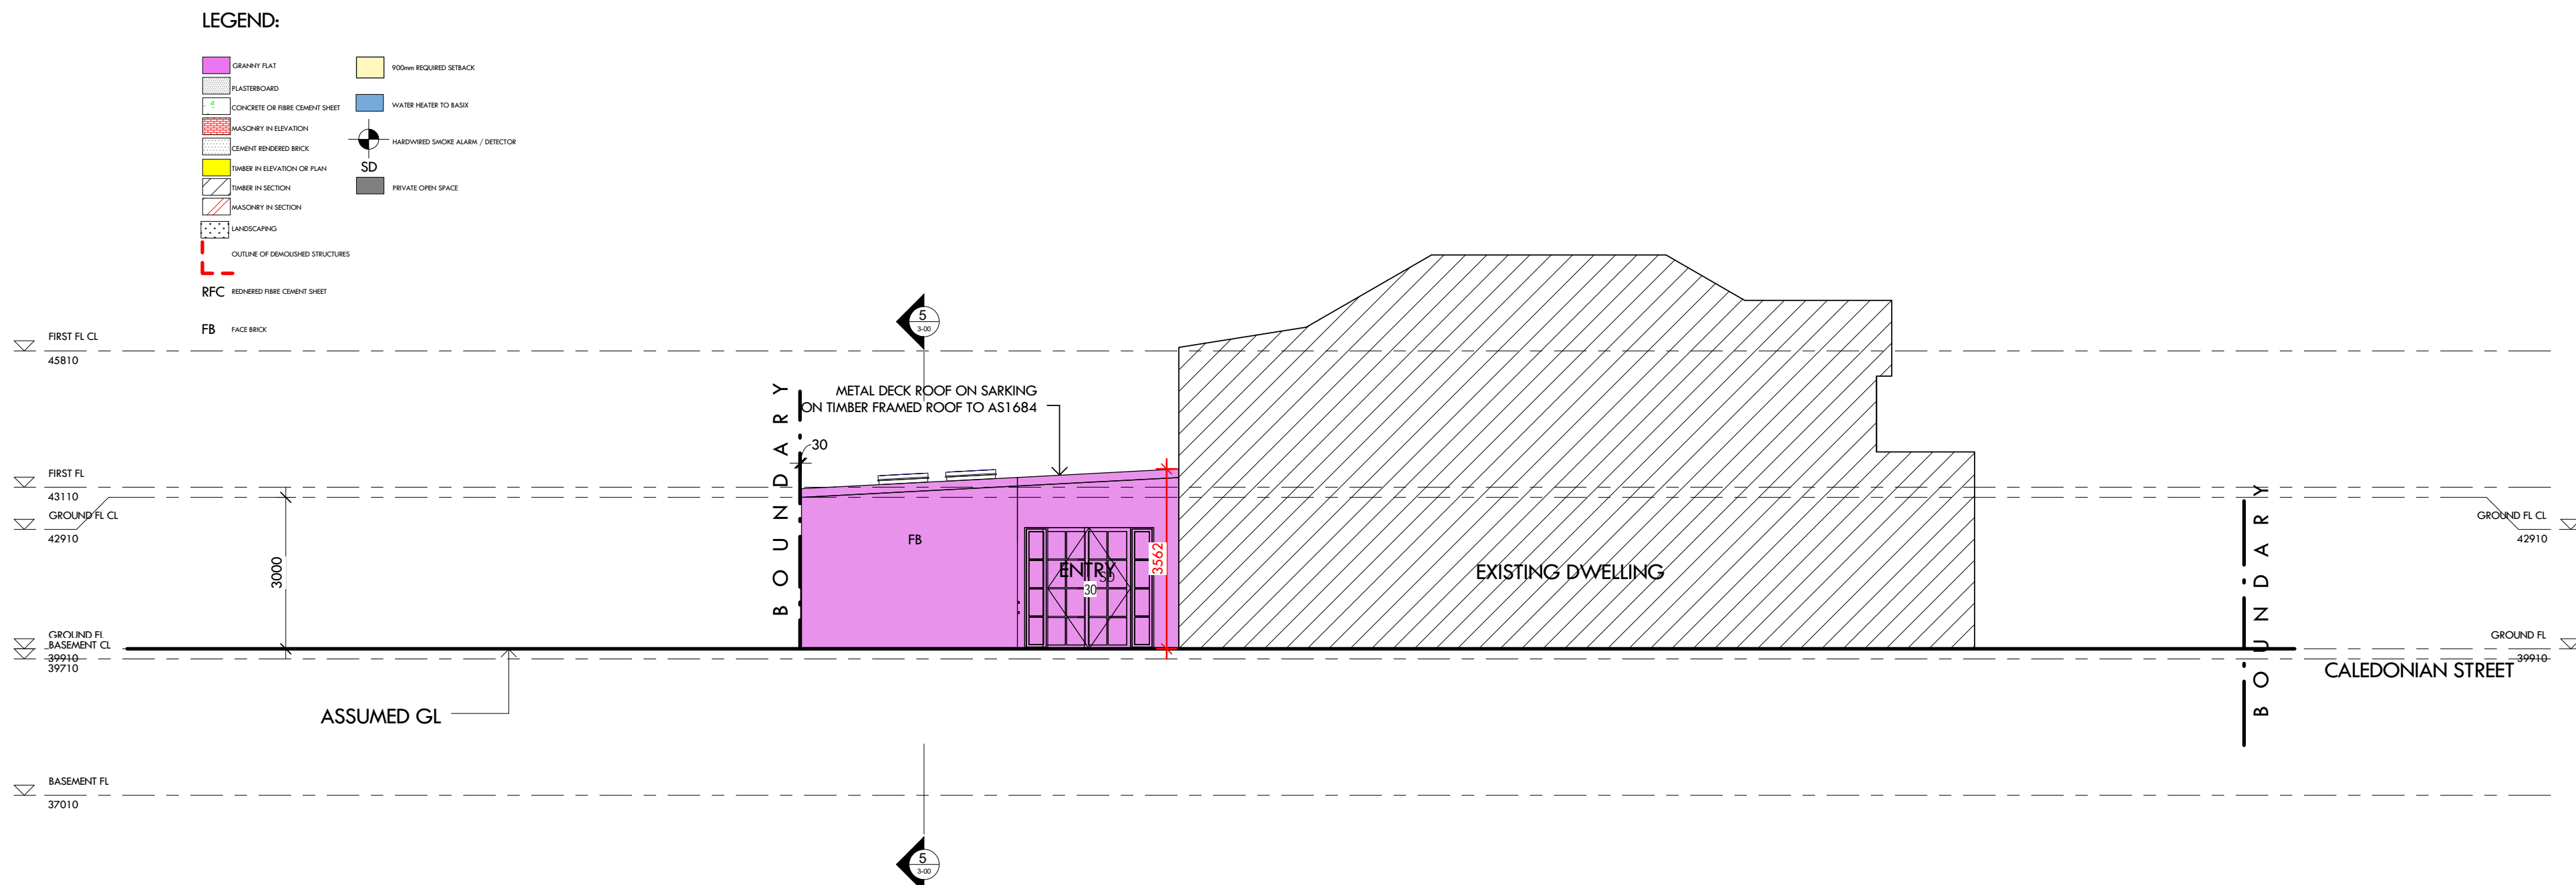 LEGEND:
GRANNY FLAT
PLASTERBOARD
CONCRETE OR FIBRE CEMENT SHEET
MASONRY IN ELEVATION
CEMENT RENDERED BRICK
TIMBER IN ELEVATION OR PLAN
TIMBER IN SECTION
MASONRY IN SECTION
LANDSCAPING
OUTLINE OF DEMOLISHED STRUCTURES
RFC REDNERED FIBRE CEMENT SHEET
FB FACE BRICK
900mm REQUIRED SETBACK
WATER HEATER TO BASIX
HARDWIRED SMOKE ALARM / DETECTOR
SD
PRIVATE OPEN SPACE
5
3-00
FIRST FL CL
45810
METAL DECK ROOF ON SARKING
ON TIMBER FRAMED ROOF TO AS1684
BOUNDARY
30
FIRST FL
43110
GROUND FL CL
42910
3000
FB
ENTRY
SD
30
3562
EXISTING DWELLING
BOUNDARY
GROUND FL CL
42910
GROUND FL
BASEMENT CL
39910
39710
GROUND FL
39910
CALEDONIAN STREET
ASSUMED GL
BASEMENT FL
37010
5
3-00